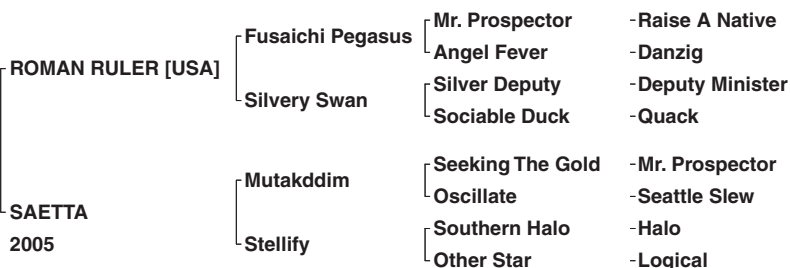 Mr. Prospector -Raise A Native
Fusaichi Pegasus
Angel Fever -Danzig
ROMAN RULER [USA]
Silver Deputy -Deputy Minister
Silvery Swan
Sociable Duck -Quack
Seeking The Gold -Mr. Prospector
Mutakddim
Oscillate -Seattle Slew
SAETTA
Southern Halo -Halo
2005
Stellify
Other Star -Logical